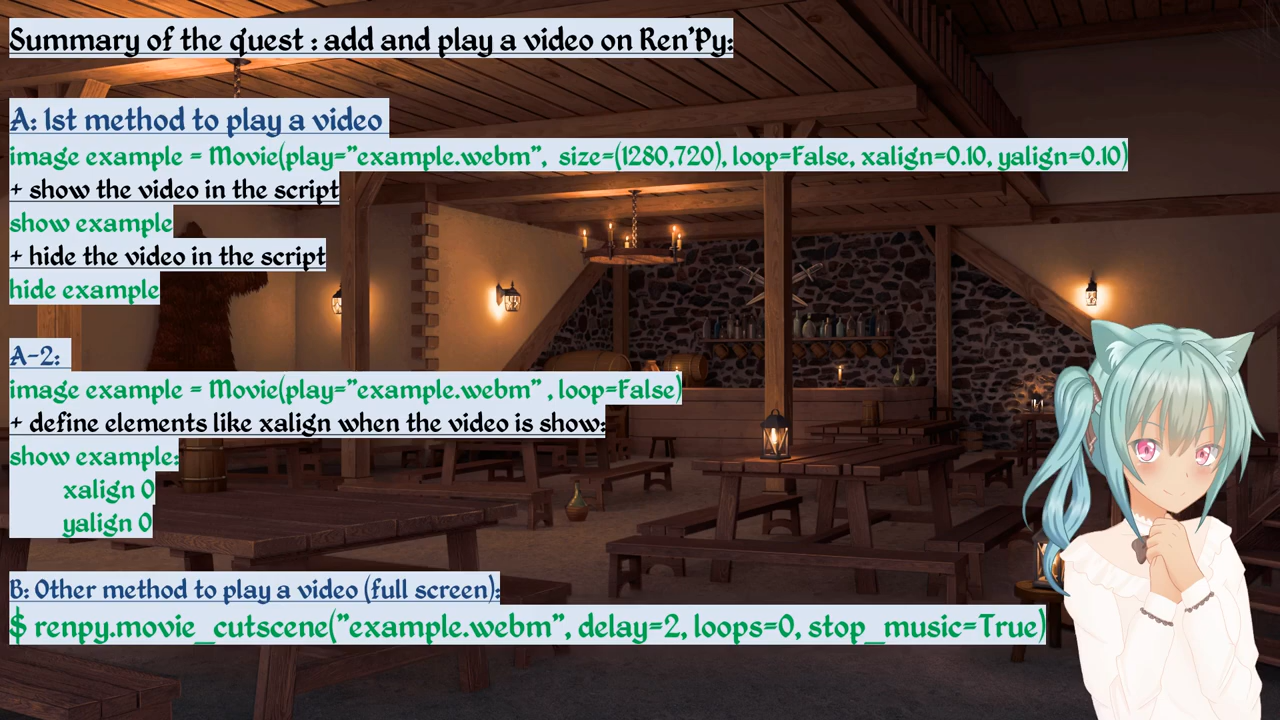 Summary of the quest : add and play a video on Ren'Py:
A: 1st method to play a video
image example = Movie(play="example.webm", size=(1280,720), loop=False, xalign=0.10, yalign=0.10)
+ show the video in the script
show example
+ hide the video in the script
hide example
A-2:
image example = Movie(play="example.webm" , loop=False)
+ define elements like xalign when the video is show:
show example:
xalign 0
yalign 0
B: Other method to play a video (full screen):
$ renpy.movie_cutscene("example.webm", delay=2, loops=0, stop_music=True)